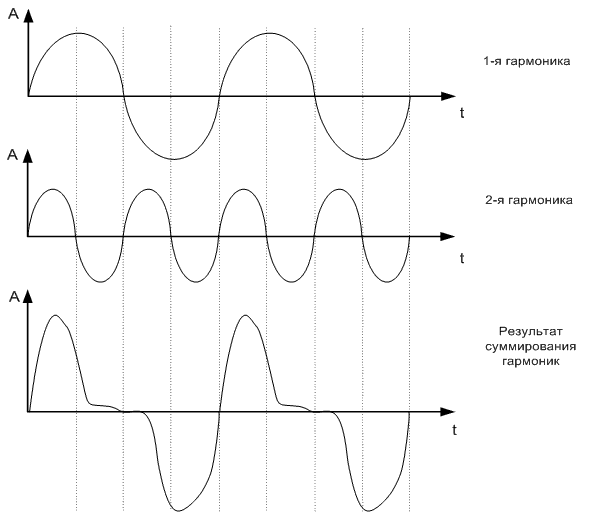 A
1-я гармоника
t
A
2-я гармоника
t
A
Результат
суммирования
гармоник
t